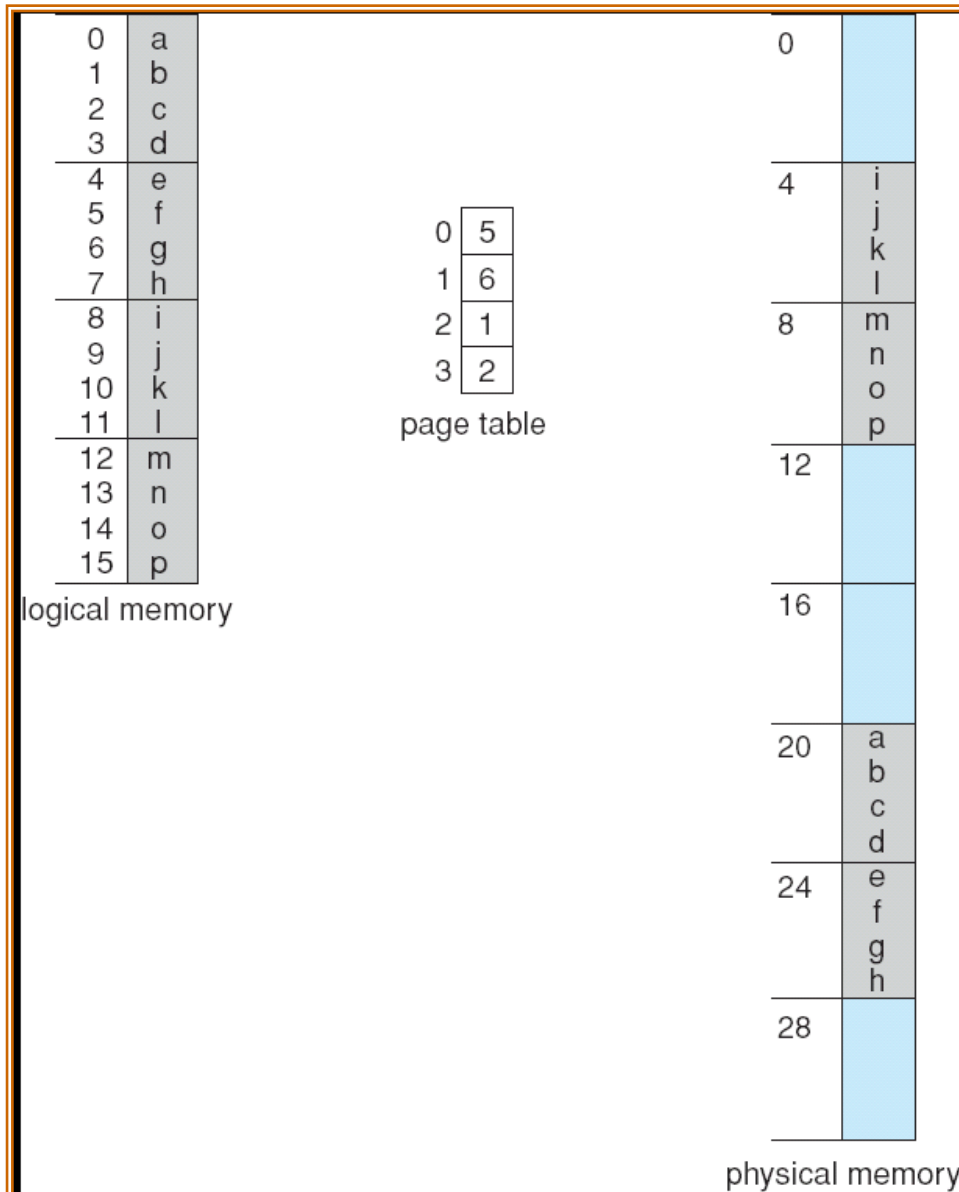 0 a
1 b
2 c
3 d
4 e
5 f
6 g
7 h
8 i
9 j
10 k
11 l
12 m
13 n
14 o
15 p
logical memory
0 5
1 6
2 1
3 2
page table
0
4 i
j
k
l
8 m
n
o
p
12
16
20 a
b
c
d
24 e
f
g
h
28
physical memory